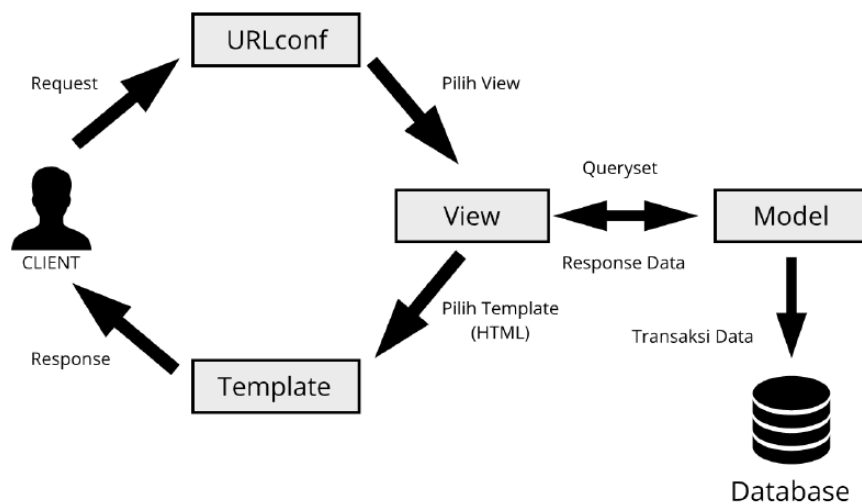 URLconf
Request
Pilih View
Queryset
View
Model
CLIENT
Response Data
Pilih Template
(HTML)
Transaksi Data
Response
Template
Database